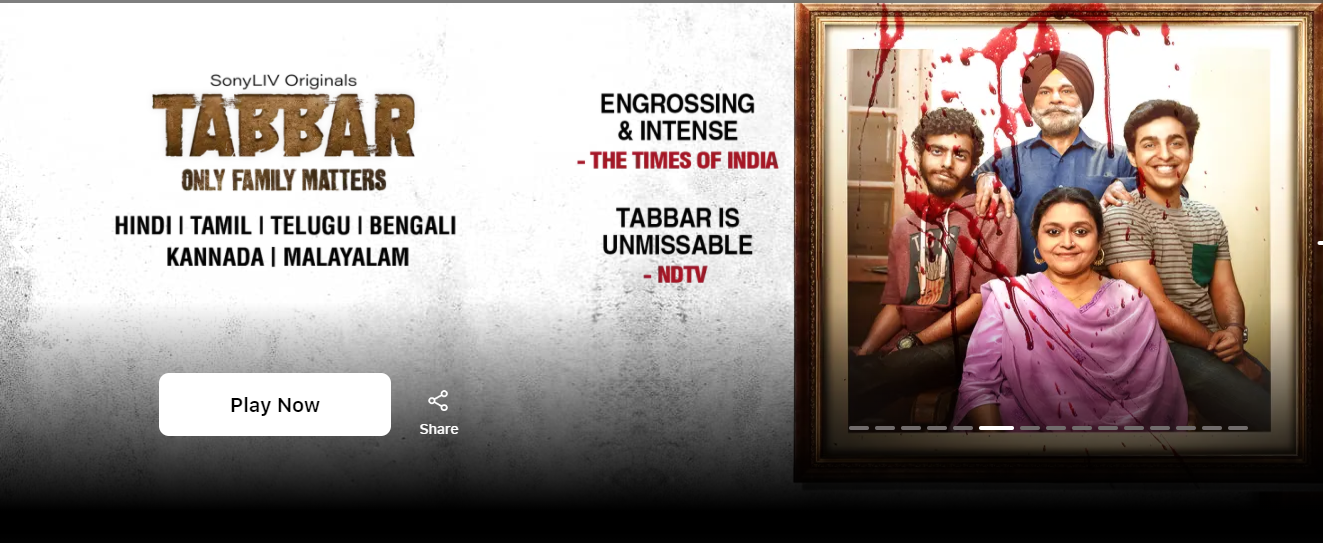 SonyLIV Originals
TABBAR
ONLY FAMILY MATTERS
HINDI | TAMIL | TELUGU | BENGALI
KANNADA | MALAYALAM
Play Now
Share
ENGROSSING
& INTENSE
- THE TIMES OF INDIA
TABBAR IS
UNMISSABLE
- NDTV